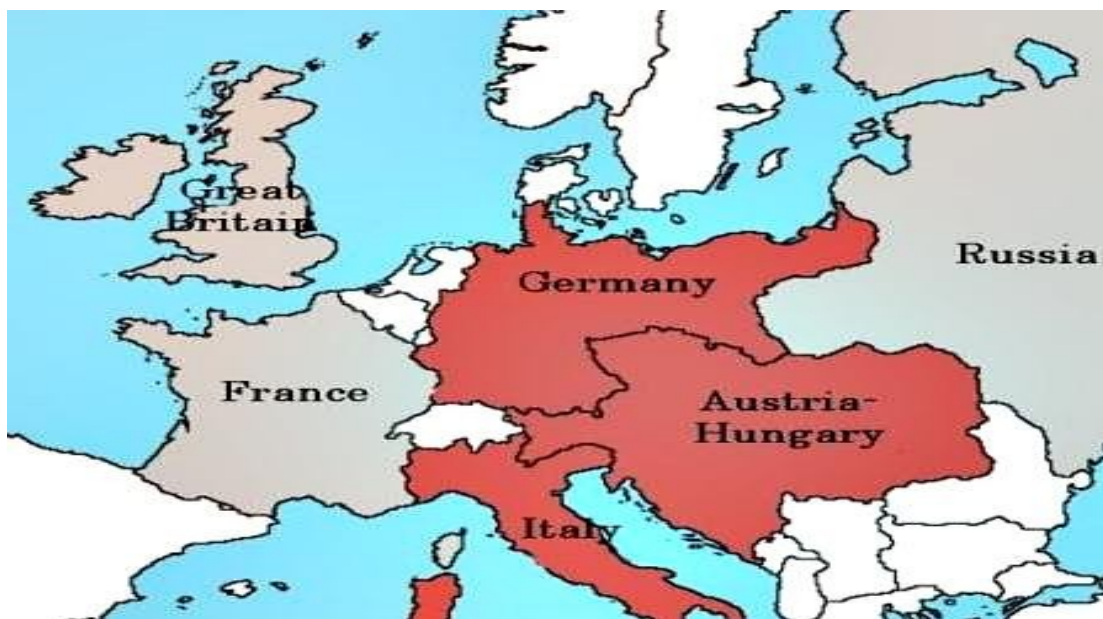 Great
Britain
Germany
Russia
France
Austria-
Hungary
Italy